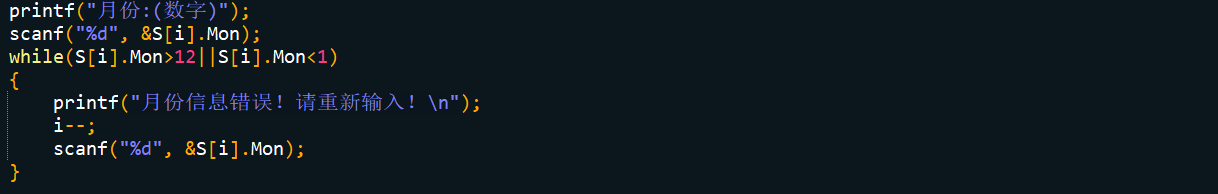 printf("月份:(数字)");
scanf("%d", &S[i].Mon);
while(S[i].Mon>12||S[i].Mon<1)
{
    printf("月份信息错误！请重新输入！\n");
    i--;
    scanf("%d", &S[i].Mon);
}